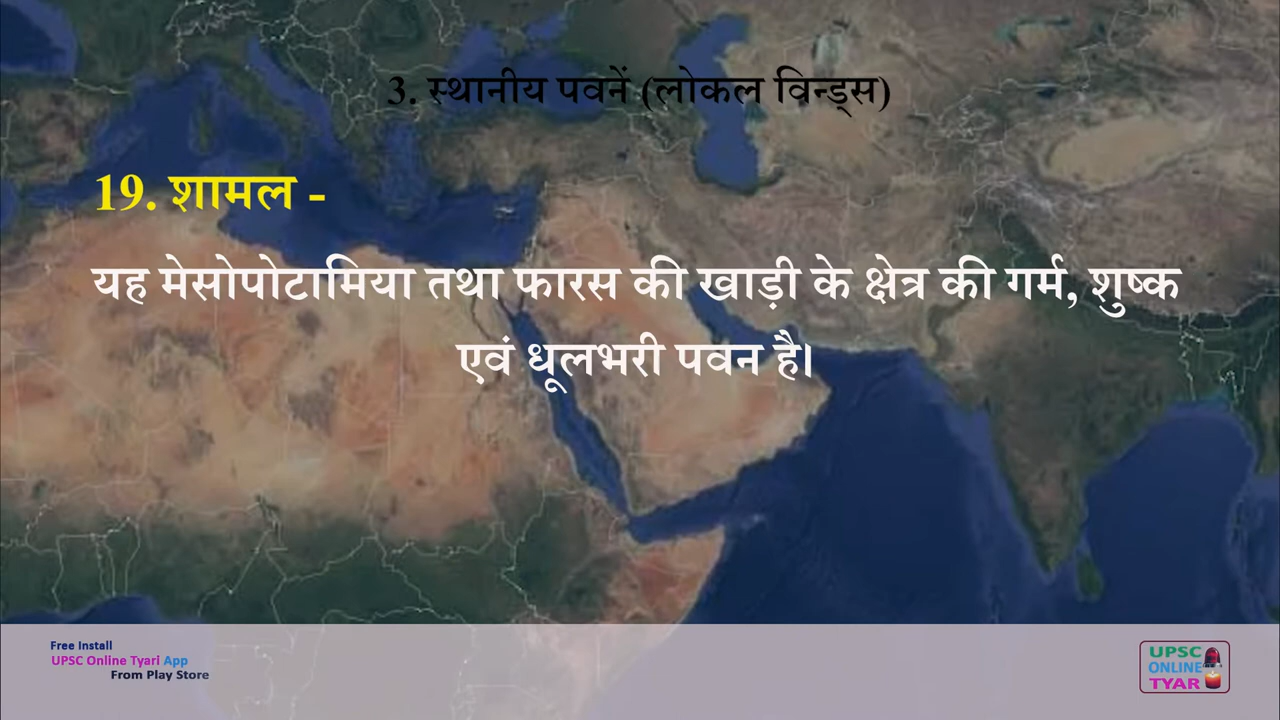 3. स्थानीय पवनें (लोकल विन्ड्स)
19. शामल -
यह मेसोपोटामिया तथा फारस की खाड़ी के क्षेत्र की गर्म, शुष्क
एवं धूलभरी पवन है।
Free Install
UPSC Online Tyari App
From Play Store
UPSC
ONLINE
TYAR